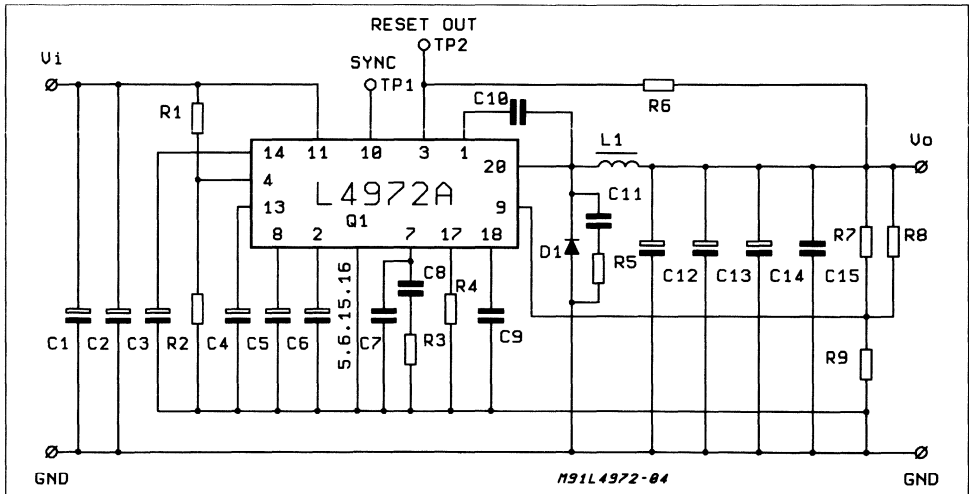 RESET OUT
TP2
Vi
SYNC
TP1
C10
R6
R1
L1
Vo
14 11 10 3 1 20
4
L4972A
C11
13
Q1
9
8 2 7 17 18
D1
R5
R7 R8
5.6.15.16
C8
R4
C12 C13 C14 C15
C1 C2 C3 R2 C4 C5 C6 C7 R3 C9
R9
GND
M91L4972-04
GND